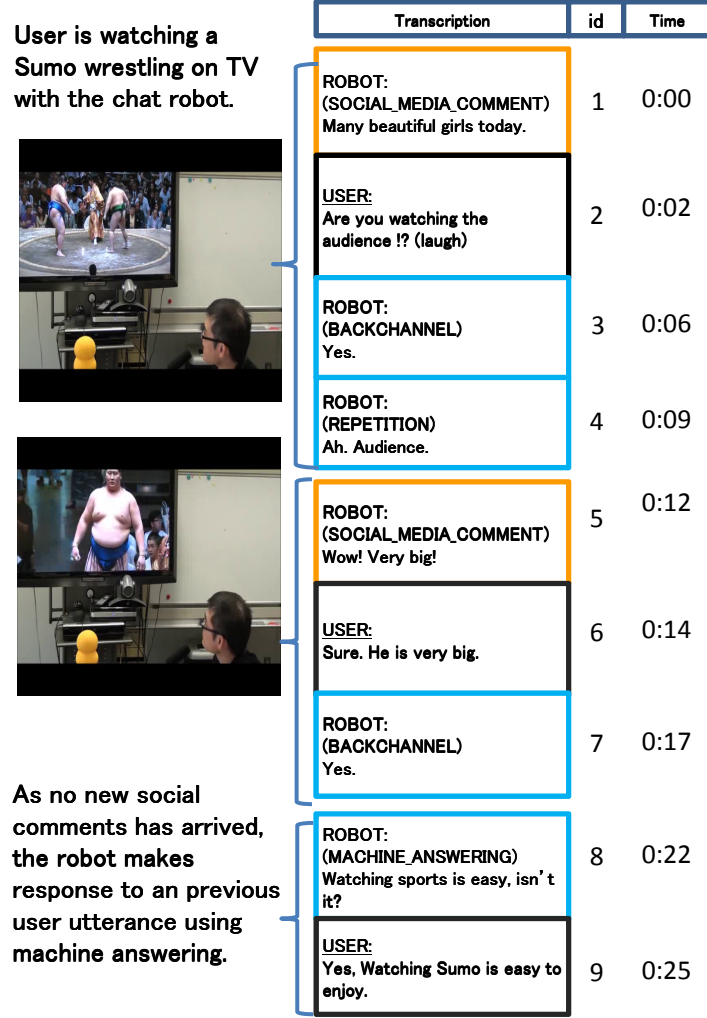 User is watching a
Sumo wrestling on TV
with the chat robot.
Transcription id Time
ROBOT:
(SOCIAL_MEDIA_COMMENT)
Many beautiful girls today.
1 0:00
USER:
Are you watching the
audience !? (laugh)
2 0:02
ROBOT:
(BACKCHANNEL)
Yes.
3 0:06
ROBOT:
(REPETITION)
Ah. Audience.
4 0:09
ROBOT:
(SOCIAL_MEDIA_COMMENT)
Wow! Very big!
5 0:12
USER:
Sure. He is very big.
6 0:14
ROBOT:
(BACKCHANNEL)
Yes.
7 0:17
As no new social
comments has arrived,
the robot makes
response to an previous
user utterance using
machine answering.
ROBOT:
(MACHINE_ANSWERING)
Watching sports is easy, isn’t
it?
8 0:22
USER:
Yes, Watching Sumo is easy to
enjoy.
9 0:25